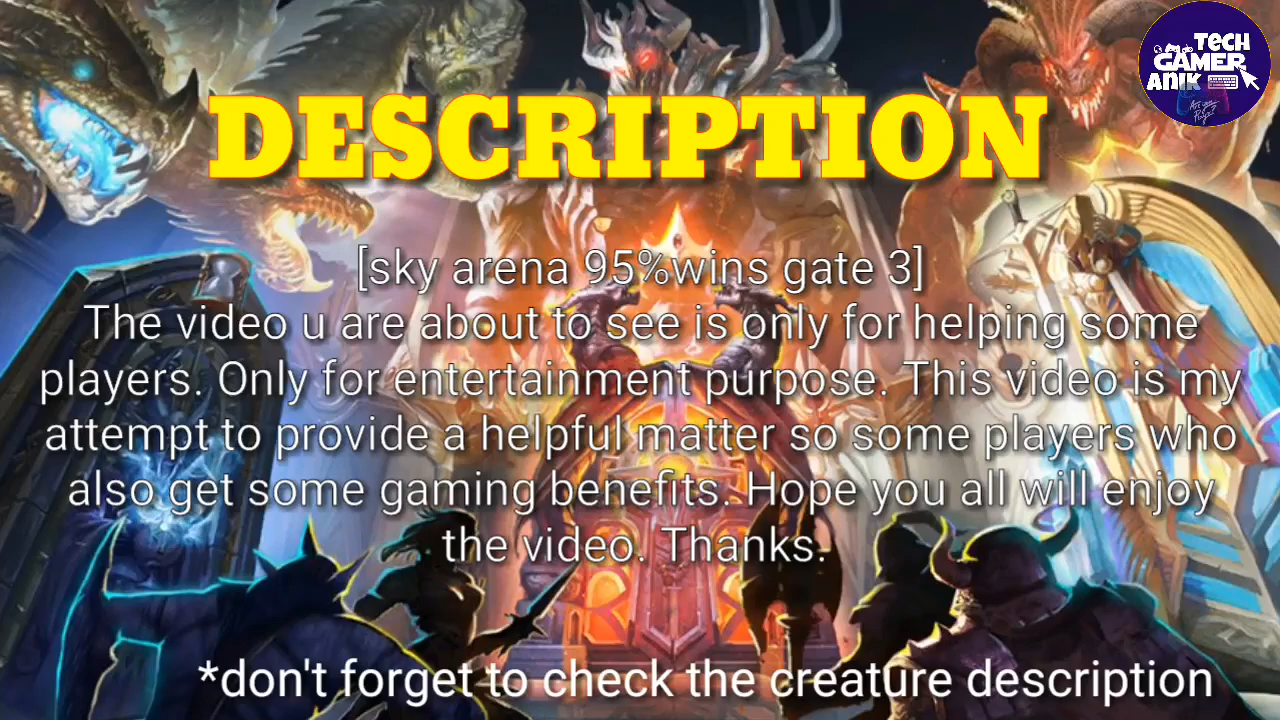 TECH
GAMER
ANIK
DESCRIPTION
[sky arena 95%wins gate 3]
The video u are about to see is only for helping some
players. Only for entertainment purpose. This video is my
attempt to provide a helpful matter so some players who
also get some gaming benefits. Hope you all will enjoy
the video. Thanks.
*don't forget to check the creature description